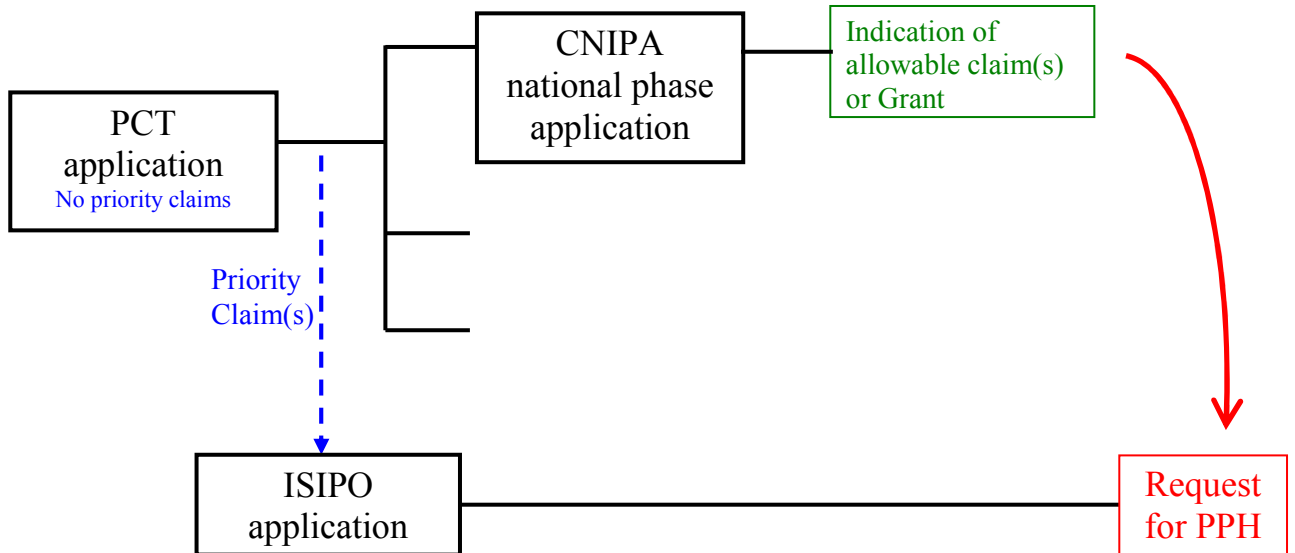 PCT
application
No priority claims
CNIPA
national phase
application
Indication of
allowable claim(s)
or Grant
Priority
Claim(s)
ISIPO
application
Request
for PPH